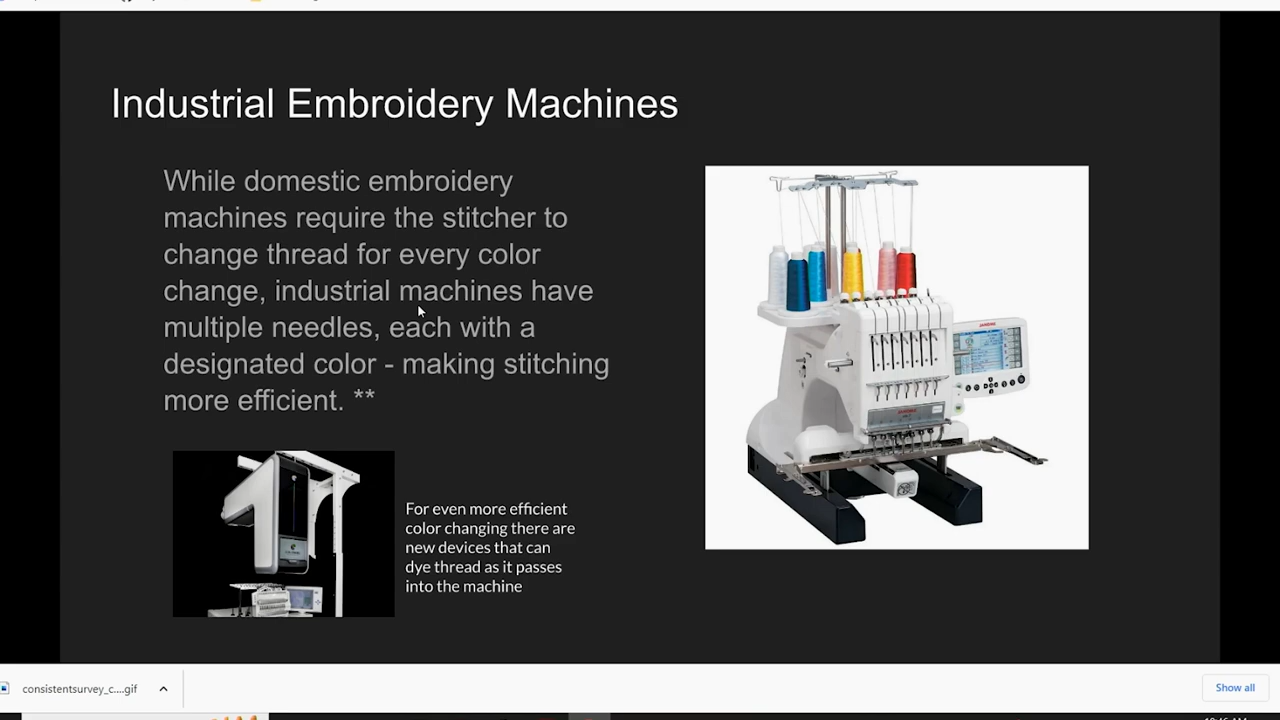 Industrial Embroidery Machines
While domestic embroidery
machines require the stitcher to
change thread for every color
change, industrial machines have
multiple needles, each with a
designated color - making stitching
more efficient. **
For even more efficient
color changing there are
new devices that can
dye thread as it passes
into the machine
consistentsurvey_c....gif
Show all